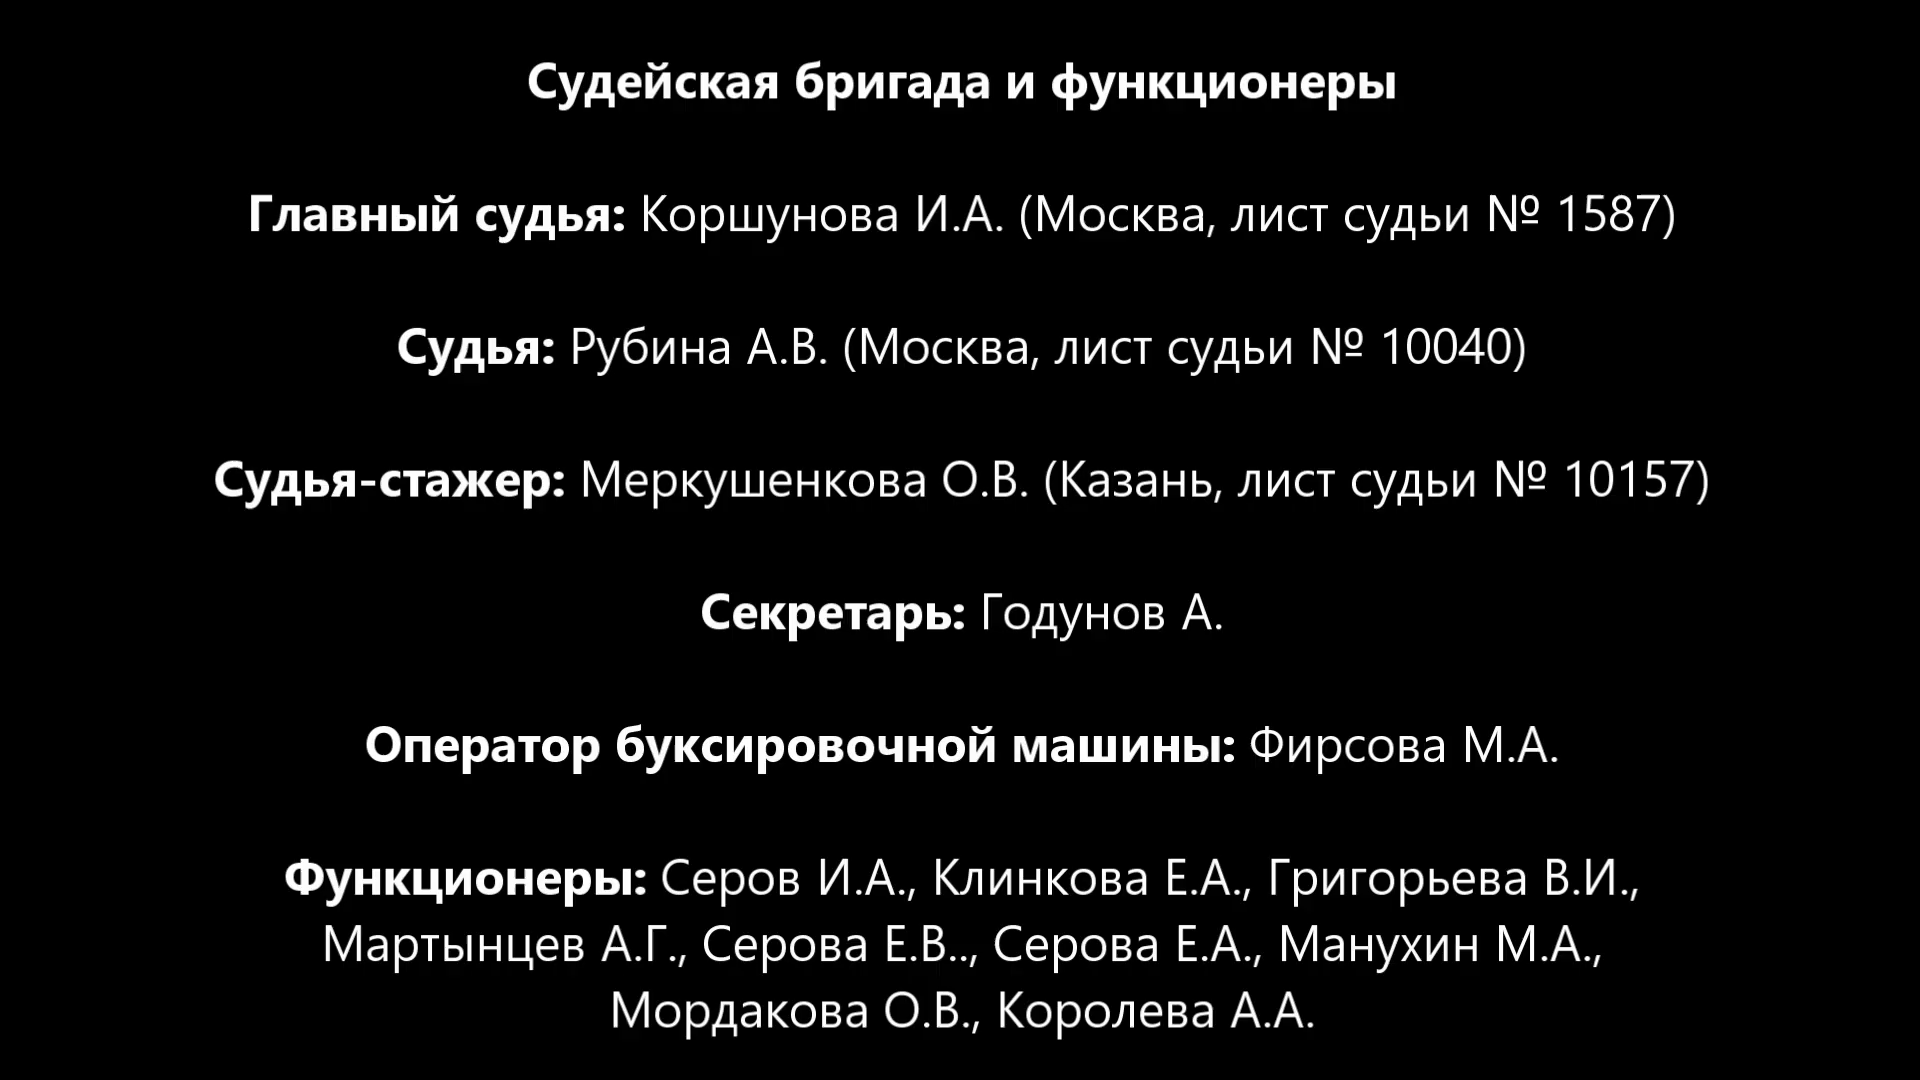 Судейская бригада и функционеры
Главный судья: Коршунова И.А. (Москва, лист судьи № 1587)
Судья: Рубина А.В. (Москва, лист судьи № 10040)
Судья-стажер: Меркушенкова О.В. (Казань, лист судьи № 10157)
Секретарь: Годунов А.
Оператор буксировочной машины: Фирсова М.А.
Функционеры: Серов И.А., Клинкова Е.А., Григорьева В.И.,
Мартынцев А.Г., Серова Е.В.., Серова Е.А., Манухин М.А.,
Мордакова О.В., Королева А.А.